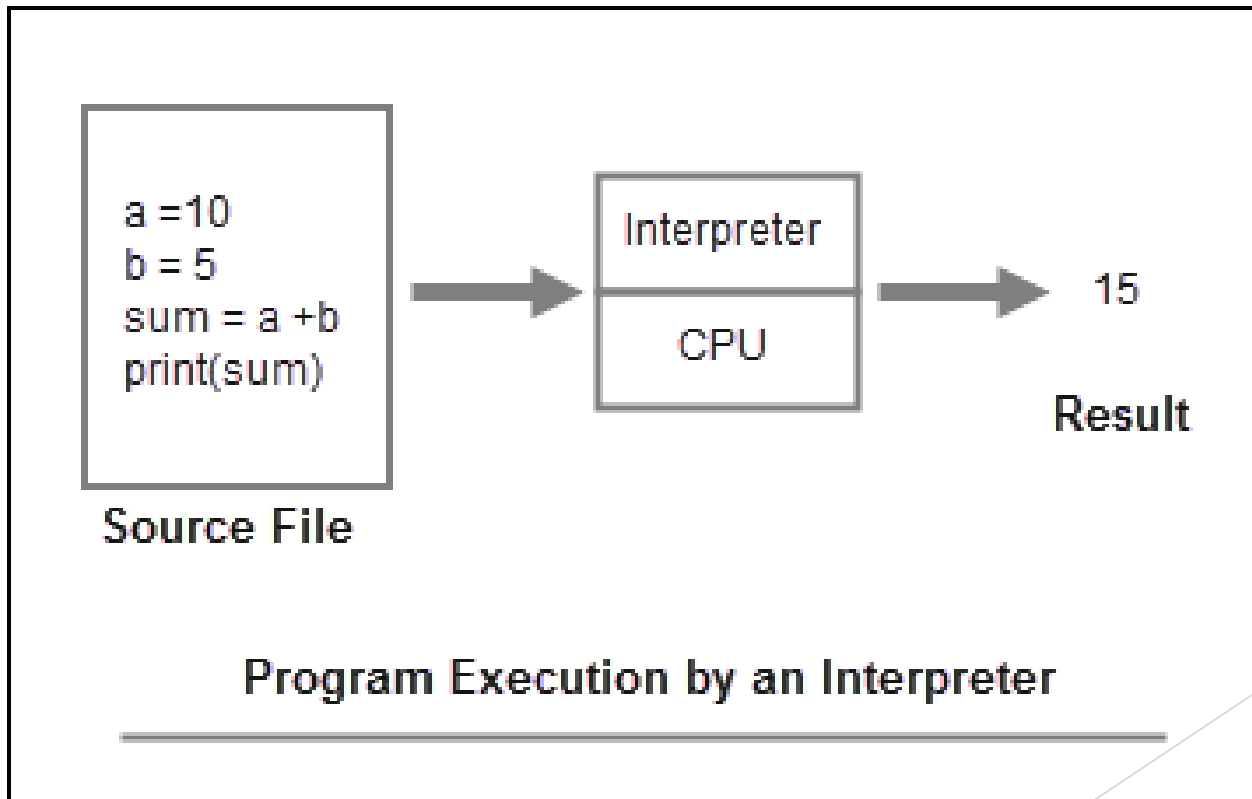 a =10
b = 5
sum = a +b
print(sum)
Source File
Interpreter
CPU
15
Result
Program Execution by an Interpreter